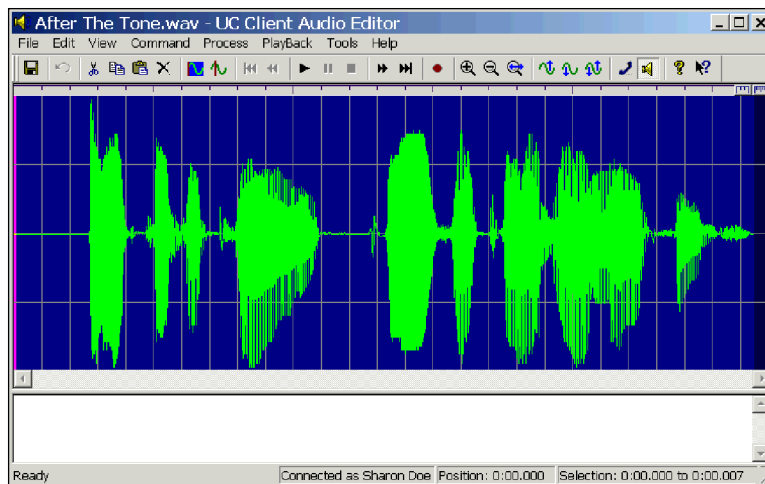 After The Tone.wav - UC Client Audio Editor
File Edit View Command Process PlayBack Tools Help
Ready Connected as Sharon Doe Position: 0:00.000 Selection: 0:00.000 to 0:00.007